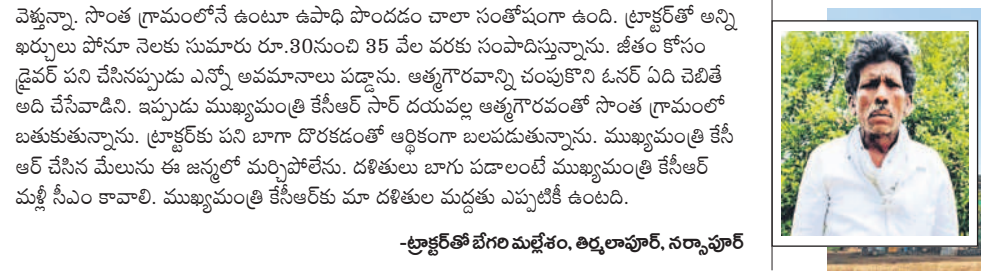 వెళ్తున్నా. సొంత గ్రామంలోనే ఉంటూ ఉపాధి పొందడం చాలా సంతోషంగా ఉంది. ట్రాక్టర్‌తో అన్ని
ఖర్చులు పోనూ నెలకు సుమారు రూ.30నుంచి 35 వేల వరకు సంపాదిస్తున్నాను. జీతం కోసం
డ్రైవర్ పని చేసినప్పుడు ఎన్నో అవమానాలు పడ్డాను. ఆత్మగౌరవాన్ని చంపుకొని ఓనర్ ఏది చెబితే
అది చేసేవాడిని. ఇప్పుడు ముఖ్యమంత్రి కేసీఆర్ సార్ దయవల్ల ఆత్మగౌరవంతో సొంత గ్రామంలో
బతుకుతున్నాను. ట్రాక్టర్‌కు పని బాగా దొరకడంతో ఆర్థికంగా బలపడుతున్నాను. ముఖ్యమంత్రి కేసీ
ఆర్ చేసిన మేలును ఈ జన్మలో మర్చిపోలేను. దళితులు బాగు పడాలంటే ముఖ్యమంత్రి కేసీఆర్
మళ్లీ సీఎం కావాలి. ముఖ్యమంత్రి కేసీఆర్‌కు మా దళితుల మద్దతు ఎప్పటికీ ఉంటది.
-ట్రాక్టర్‌తో బేగరి మల్లేశం, తిర్మలాపూర్, నర్సాపూర్